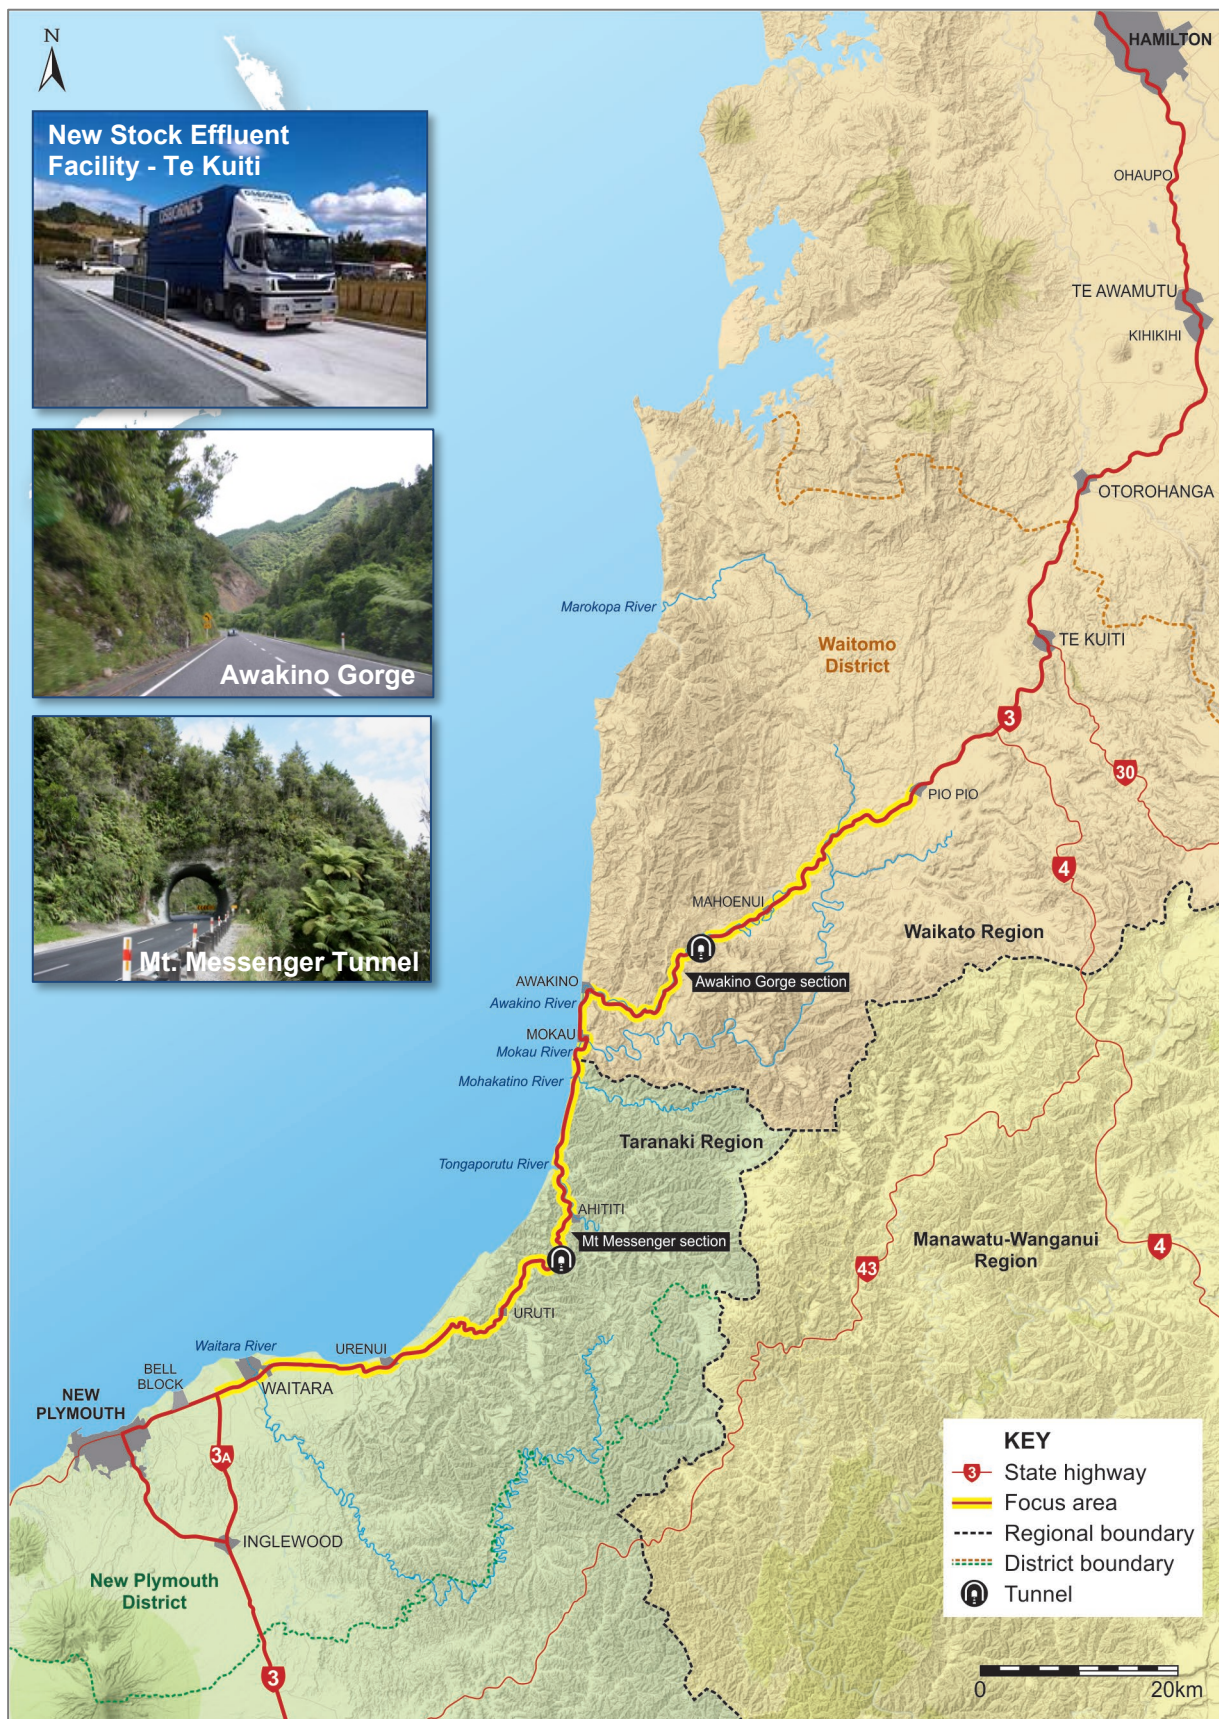 N
New Stock Effluent
Facility - Te Kuiti
OSBORNE'S
Awakino Gorge
Mt. Messenger Tunnel
HAMILTON
OHAUPO
TE AWAMUTU
KIHIKIHI
OTOROHANGA
Marokopa River
Waitomo
District
TE KUITI
3
30
PIO PIO
4
MAHOENUI
Waikato Region
Awakino Gorge section
AWAKINO
Awakino River
MOKAU
Mokau River
Mohakatino River
Taranaki Region
Tongaporutu River
AHITITI
Mt Messenger section
Manawatu-Wanganui
Region
43
4
URUTI
Waitara River
URENUI
BELL
BLOCK
WAITARA
NEW
PLYMOUTH
3A
INGLEWOOD
New Plymouth
District
3
KEY
3 State highway
Focus area
Regional boundary
District boundary
Tunnel
0 20km